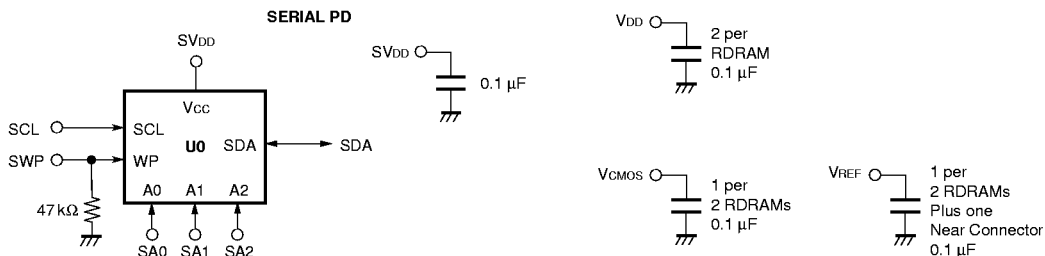 SERIAL PD
SVDD
VCC
SCL
SCL
U0
SDA
SDA
SWP
WP
A0 A1 A2
47 kΩ
SA0 SA1 SA2
SVDD
0.1 µF
VDD
2 per
RDRAM
0.1 µF
VCMOS
1 per
2 RDRAMs
0.1 µF
VREF
1 per
2 RDRAMs
Plus one
Near Connector
0.1 µF